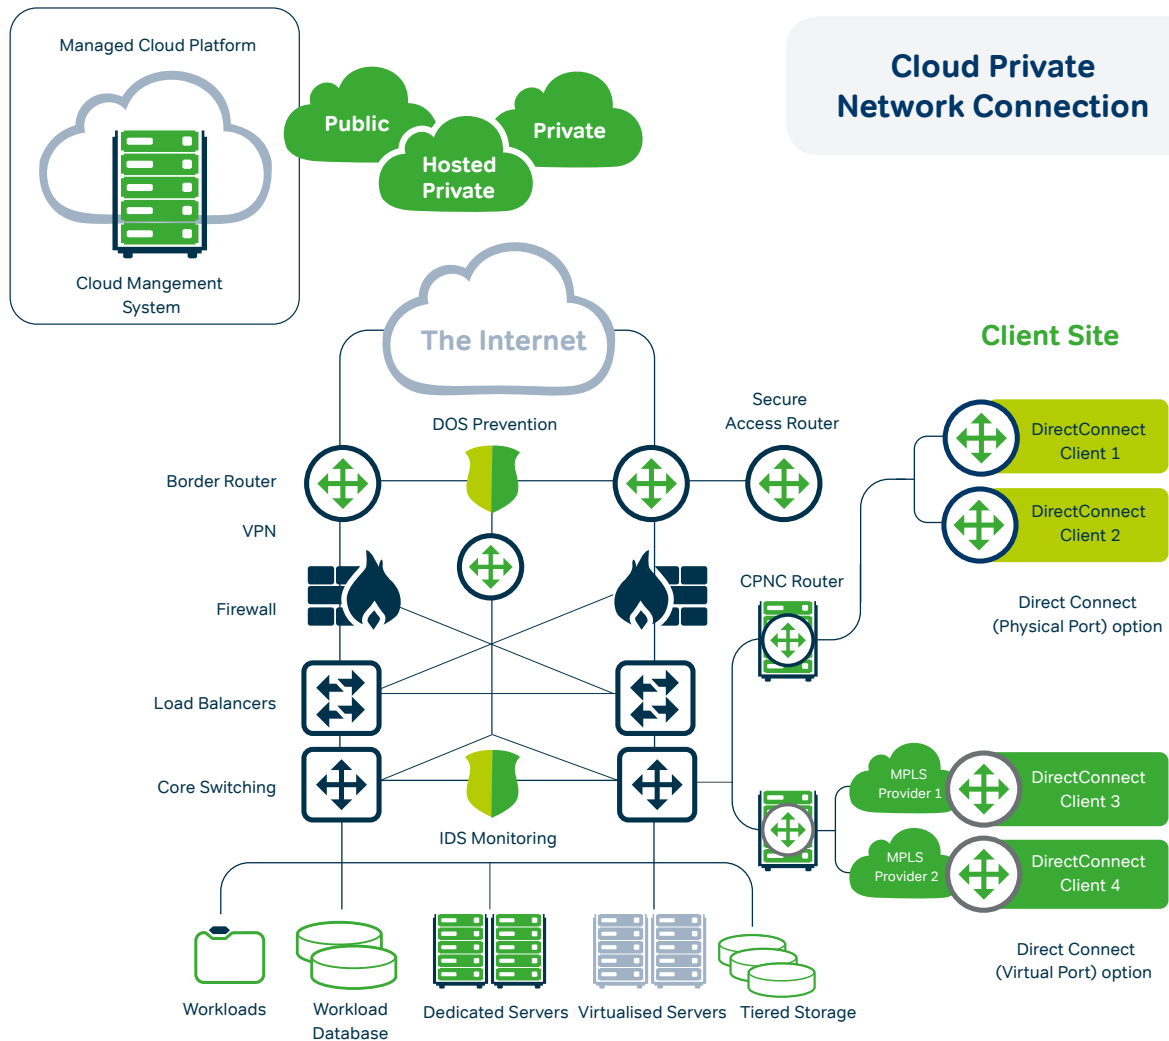 Managed Cloud Platform
Cloud Mangement
System
Public
Hosted
Private
Private
Cloud Private
Network Connection
The Internet
Client Site
DOS Prevention
Secure
Access Router
Border Router
VPN
Firewall
Load Balancers
Core Switching
IDS Monitoring
CPNC Router
DirectConnect
Client 1
DirectConnect
Client 2
Direct Connect
(Physical Port) option
MPLS
Provider 1
DirectConnect
Client 3
MPLS
Provider 2
DirectConnect
Client 4
Direct Connect
(Virtual Port) option
Workloads
Workload
Database
Dedicated Servers
Virtualised Servers
Tiered Storage